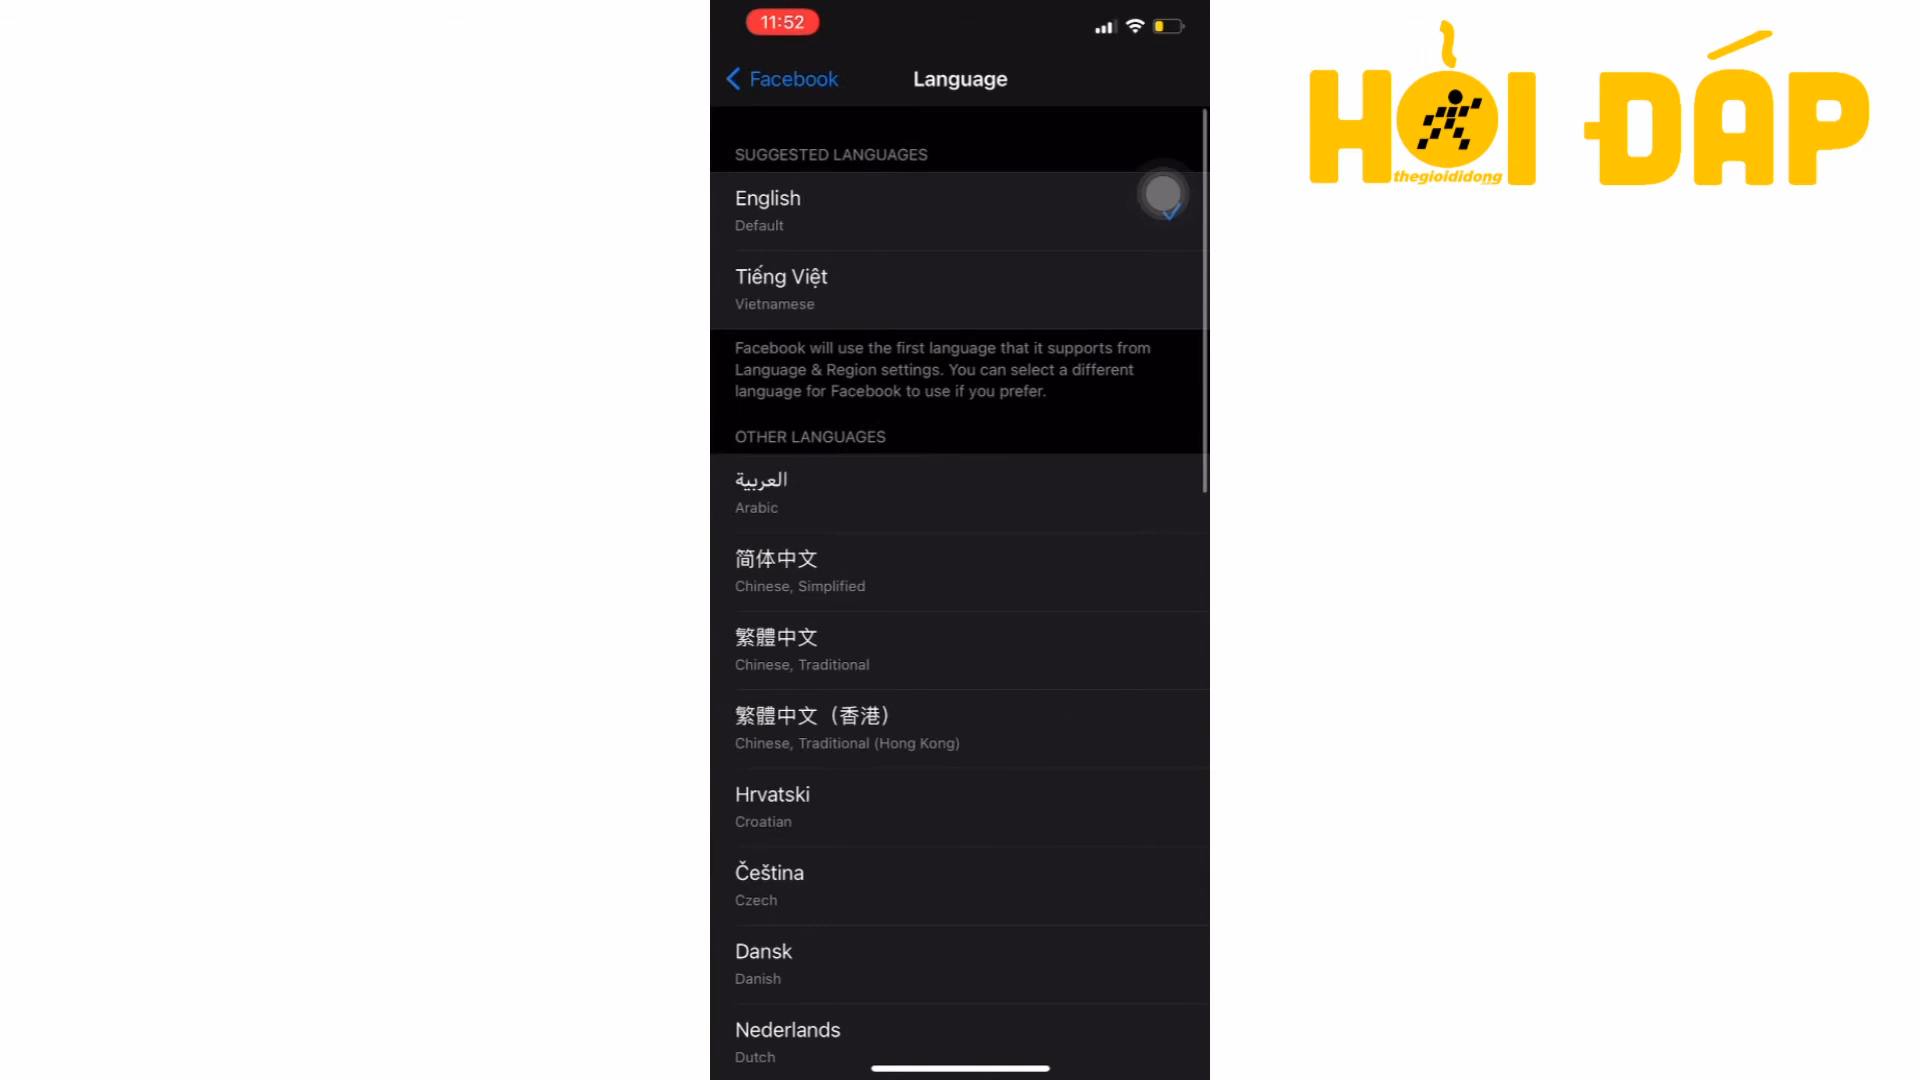 11:52
Facebook
Language
SUGGESTED LANGUAGES
English
Default
Tiếng Việt
Vietnamese
Facebook will use the first language that it supports from
Language & Region settings. You can select a different
language for Facebook to use if you prefer.
OTHER LANGUAGES
العربية
Arabic
简体中文
Chinese, Simplified
繁體中文
Chinese, Traditional
繁體中文（香港）
Chinese, Traditional (Hong Kong)
Hrvatski
Croatian
Čeština
Czech
Dansk
Danish
Nederlands
Dutch
HỎI ĐÁP
thegioididong